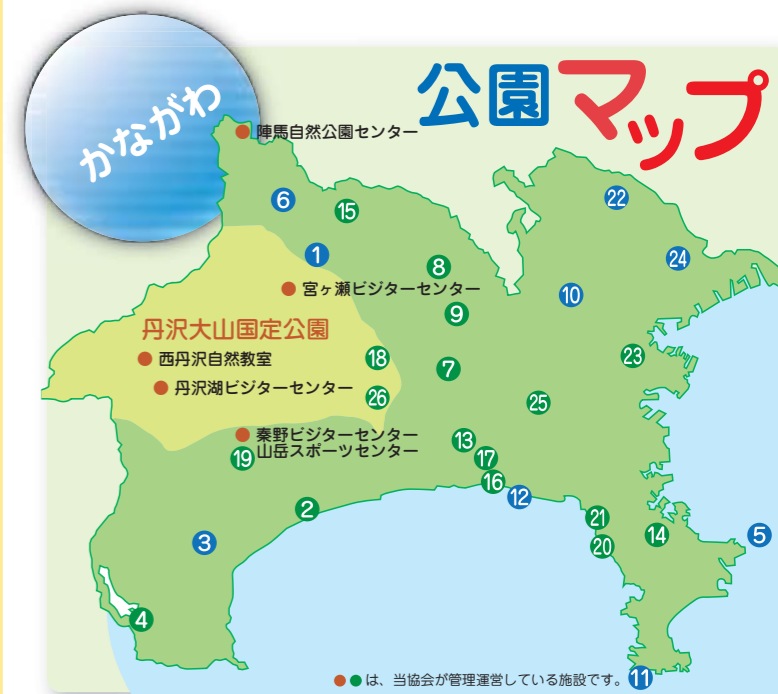 かながわ
公園マップ
陣馬自然公園センター
6
15
22
1
8
24
宮ヶ瀬ビジターセンター
10
9
丹沢大山国定公園
西丹沢自然教室
18
23
7
丹沢湖ビジターセンター
26
25
秦野ビジターセンター
13
山岳スポーツセンター
19
17
16
12
2
21
3
20
14
5
4
●●は、当協会が管理運営している施設です。
11